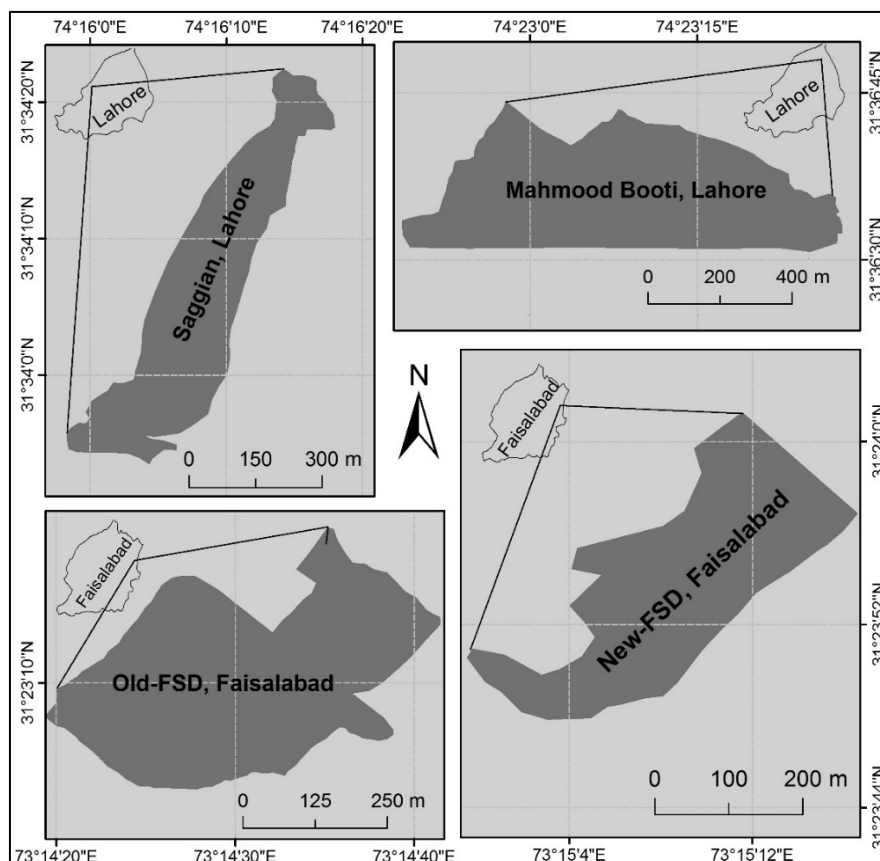 74°16'0"E
74°16'10"E
74°16'20"E
74°23'0"E
74°23'15"E
31°34'20"N
31°34'10"N
31°34'0"N
Lahore
Saggian, Lahore
0 150 300 m
Lahore
Mahmood Booti, Lahore
0 200 400 m
31°36'45"N
31°36'30"N
N
Faisalabad
Old-FSD, Faisalabad
0 125 250 m
31°23'10"N
Faisalabad
New-FSD, Faisalabad
0 100 200 m
31°24'0"N
31°23'52"N
31°23'44"N
73°14'20"E
73°14'30"E
73°14'40"E
73°15'4"E
73°15'12"E